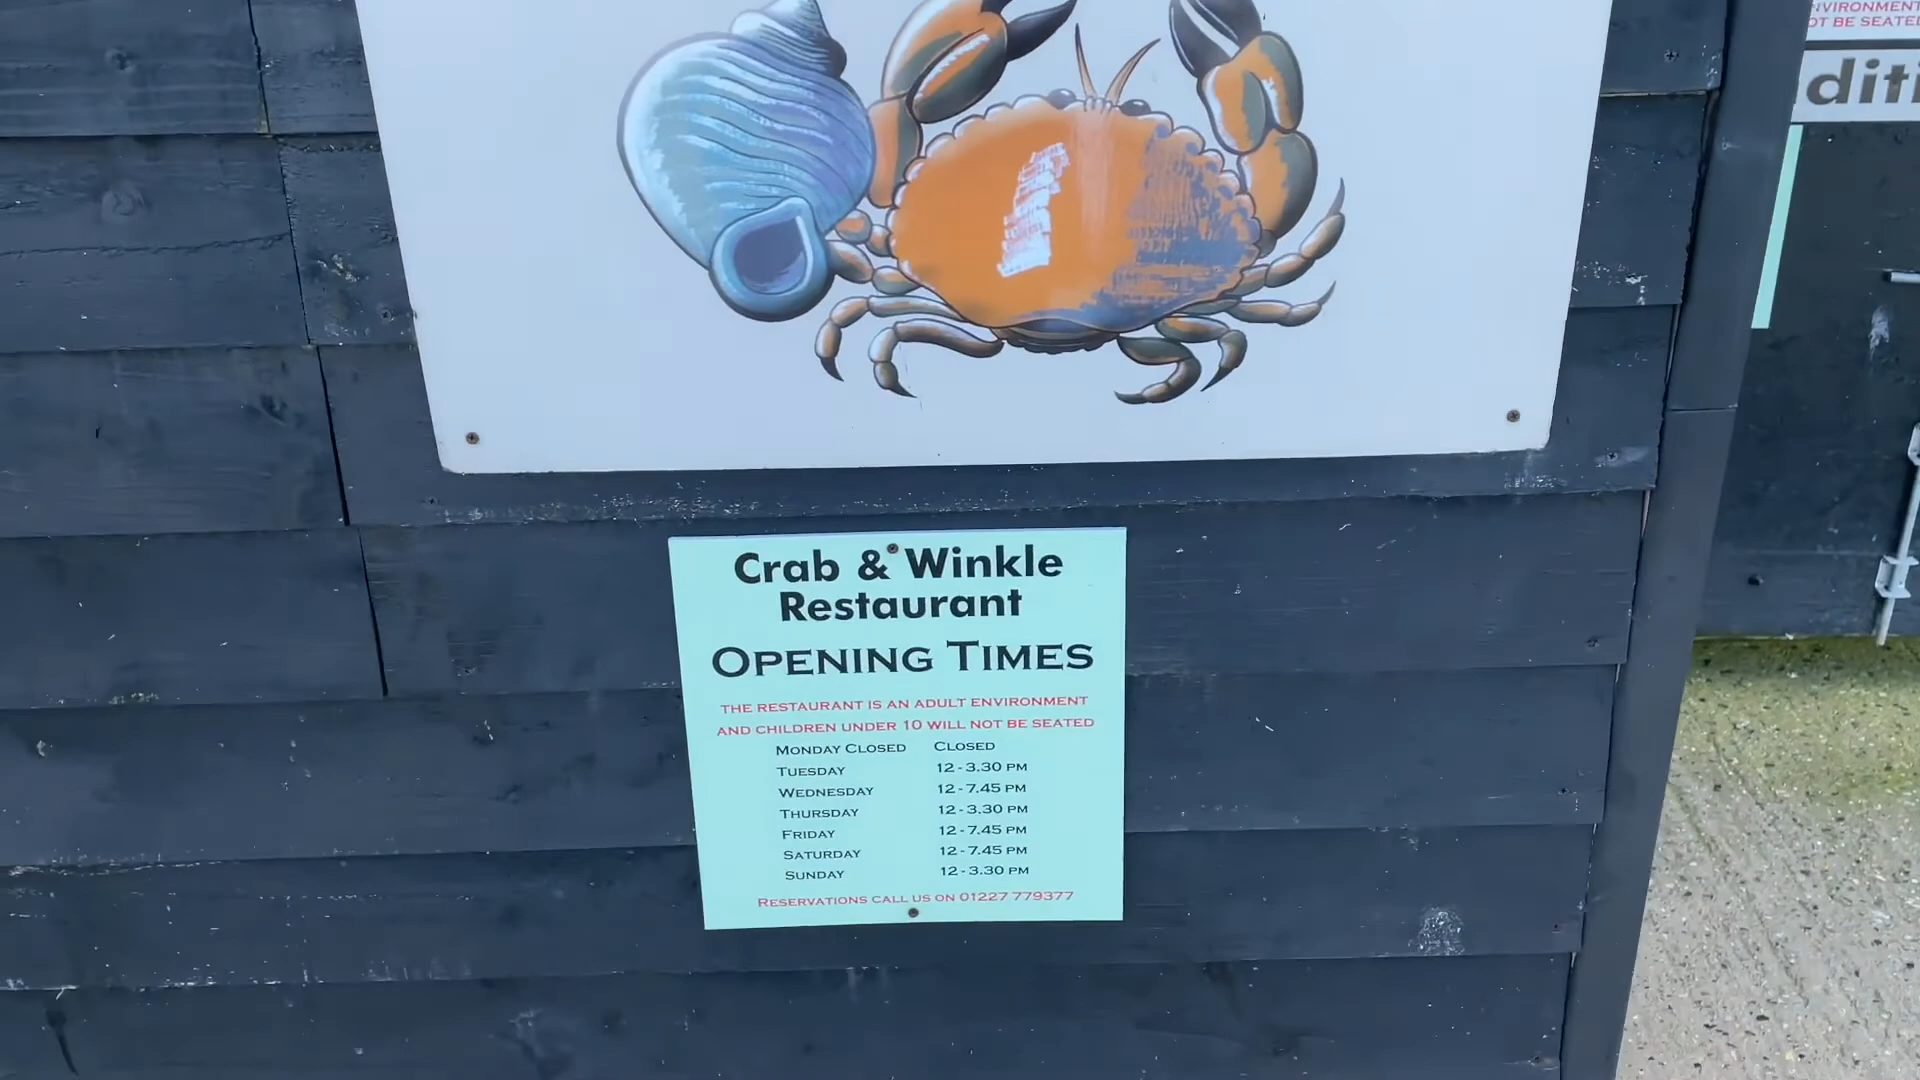 Crab & Winkle
Restaurant
OPENING TIMES
THE RESTAURANT IS AN ADULT ENVIRONMENT
AND CHILDREN UNDER 10 WILL NOT BE SEATED
MONDAY CLOSED CLOSED
TUESDAY 12 - 3.30 PM
WEDNESDAY 12 - 7.45 PM
THURSDAY 12 - 3.30 PM
FRIDAY 12 - 7.45 PM
SATURDAY 12 - 7.45 PM
SUNDAY 12 - 3.30 PM
RESERVATIONS CALL US ON 01227 779377
NVIRONMENT
OT BE SEATED
diti